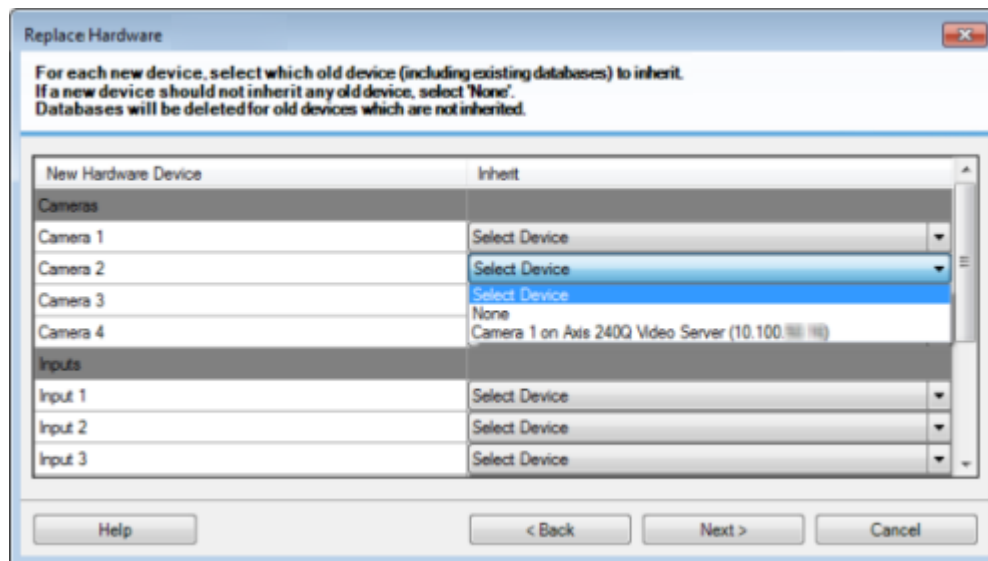 Replace Hardware
For each new device, select which old device (including existing databases) to inherit.
If a new device should not inherit any old device, select 'None'.
Databases will be deleted for old devices which are not inherited.
New Hardware Device Inherit
Cameras
Camera 1 Select Device
Camera 2 Select Device
Select Device
Camera 3
None
Camera 4 Camera 1 on Axis 240Q Video Server (10.100.
Inputs
Input 1 Select Device
Input 2 Select Device
Input 3 Select Device
Help < Back Next > Cancel